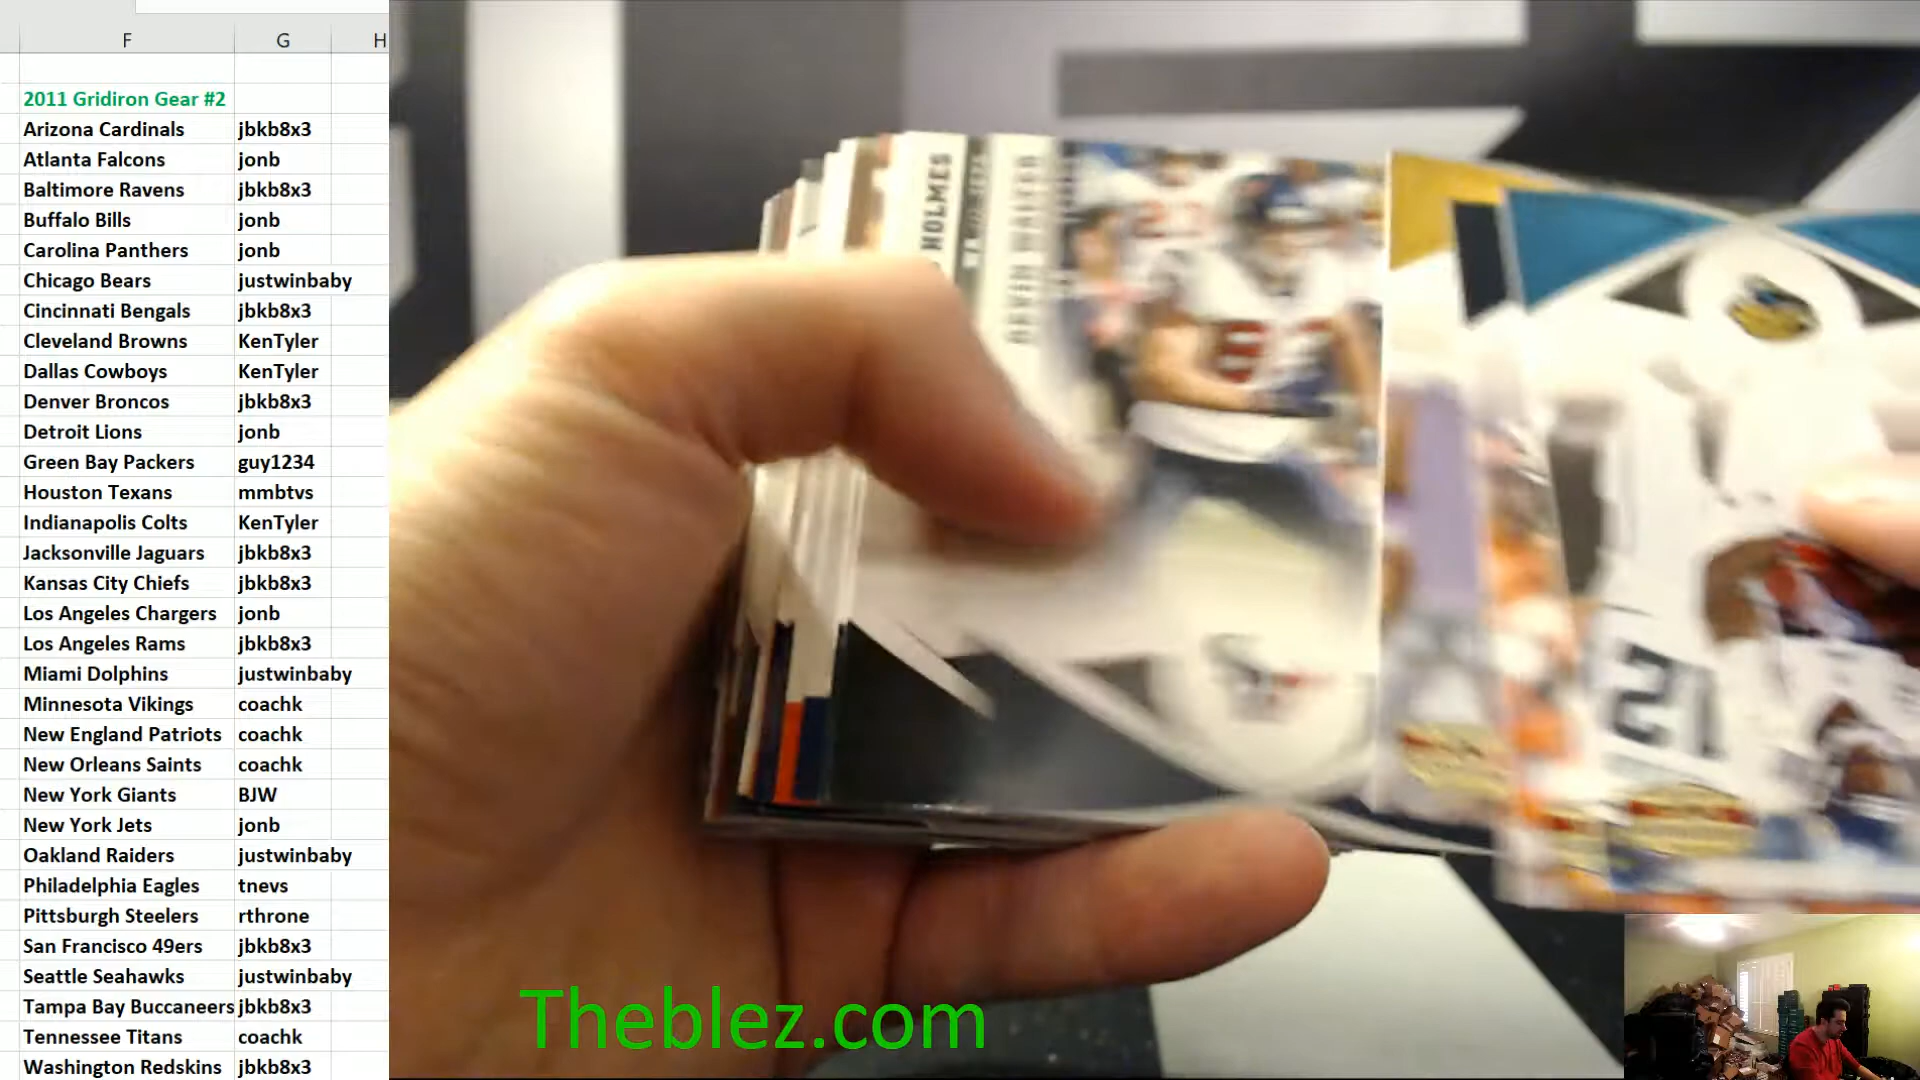 F G H
2011 Gridiron Gear #2
Arizona Cardinals jbkb8x3
Atlanta Falcons jonb
Baltimore Ravens jbkb8x3
Buffalo Bills jonb
Carolina Panthers jonb
Chicago Bears justwinbaby
Cincinnati Bengals jbkb8x3
Cleveland Browns KenTyler
Dallas Cowboys KenTyler
Denver Broncos jbkb8x3
Detroit Lions jonb
Green Bay Packers guy1234
Houston Texans mmbtvs
Indianapolis Colts KenTyler
Jacksonville Jaguars jbkb8x3
Kansas City Chiefs jbkb8x3
Los Angeles Chargers jonb
Los Angeles Rams jbkb8x3
Miami Dolphins justwinbaby
Minnesota Vikings coachk
New England Patriots coachk
New Orleans Saints coachk
New York Giants BJW
New York Jets jonb
Oakland Raiders justwinbaby
Philadelphia Eagles tnevs
Pittsburgh Steelers rthrone
San Francisco 49ers jbkb8x3
Seattle Seahawks justwinbaby
Tampa Bay Buccaneers jbkb8x3
Tennessee Titans coachk
Washington Redskins jbkb8x3
HOLMES
Theblez.com